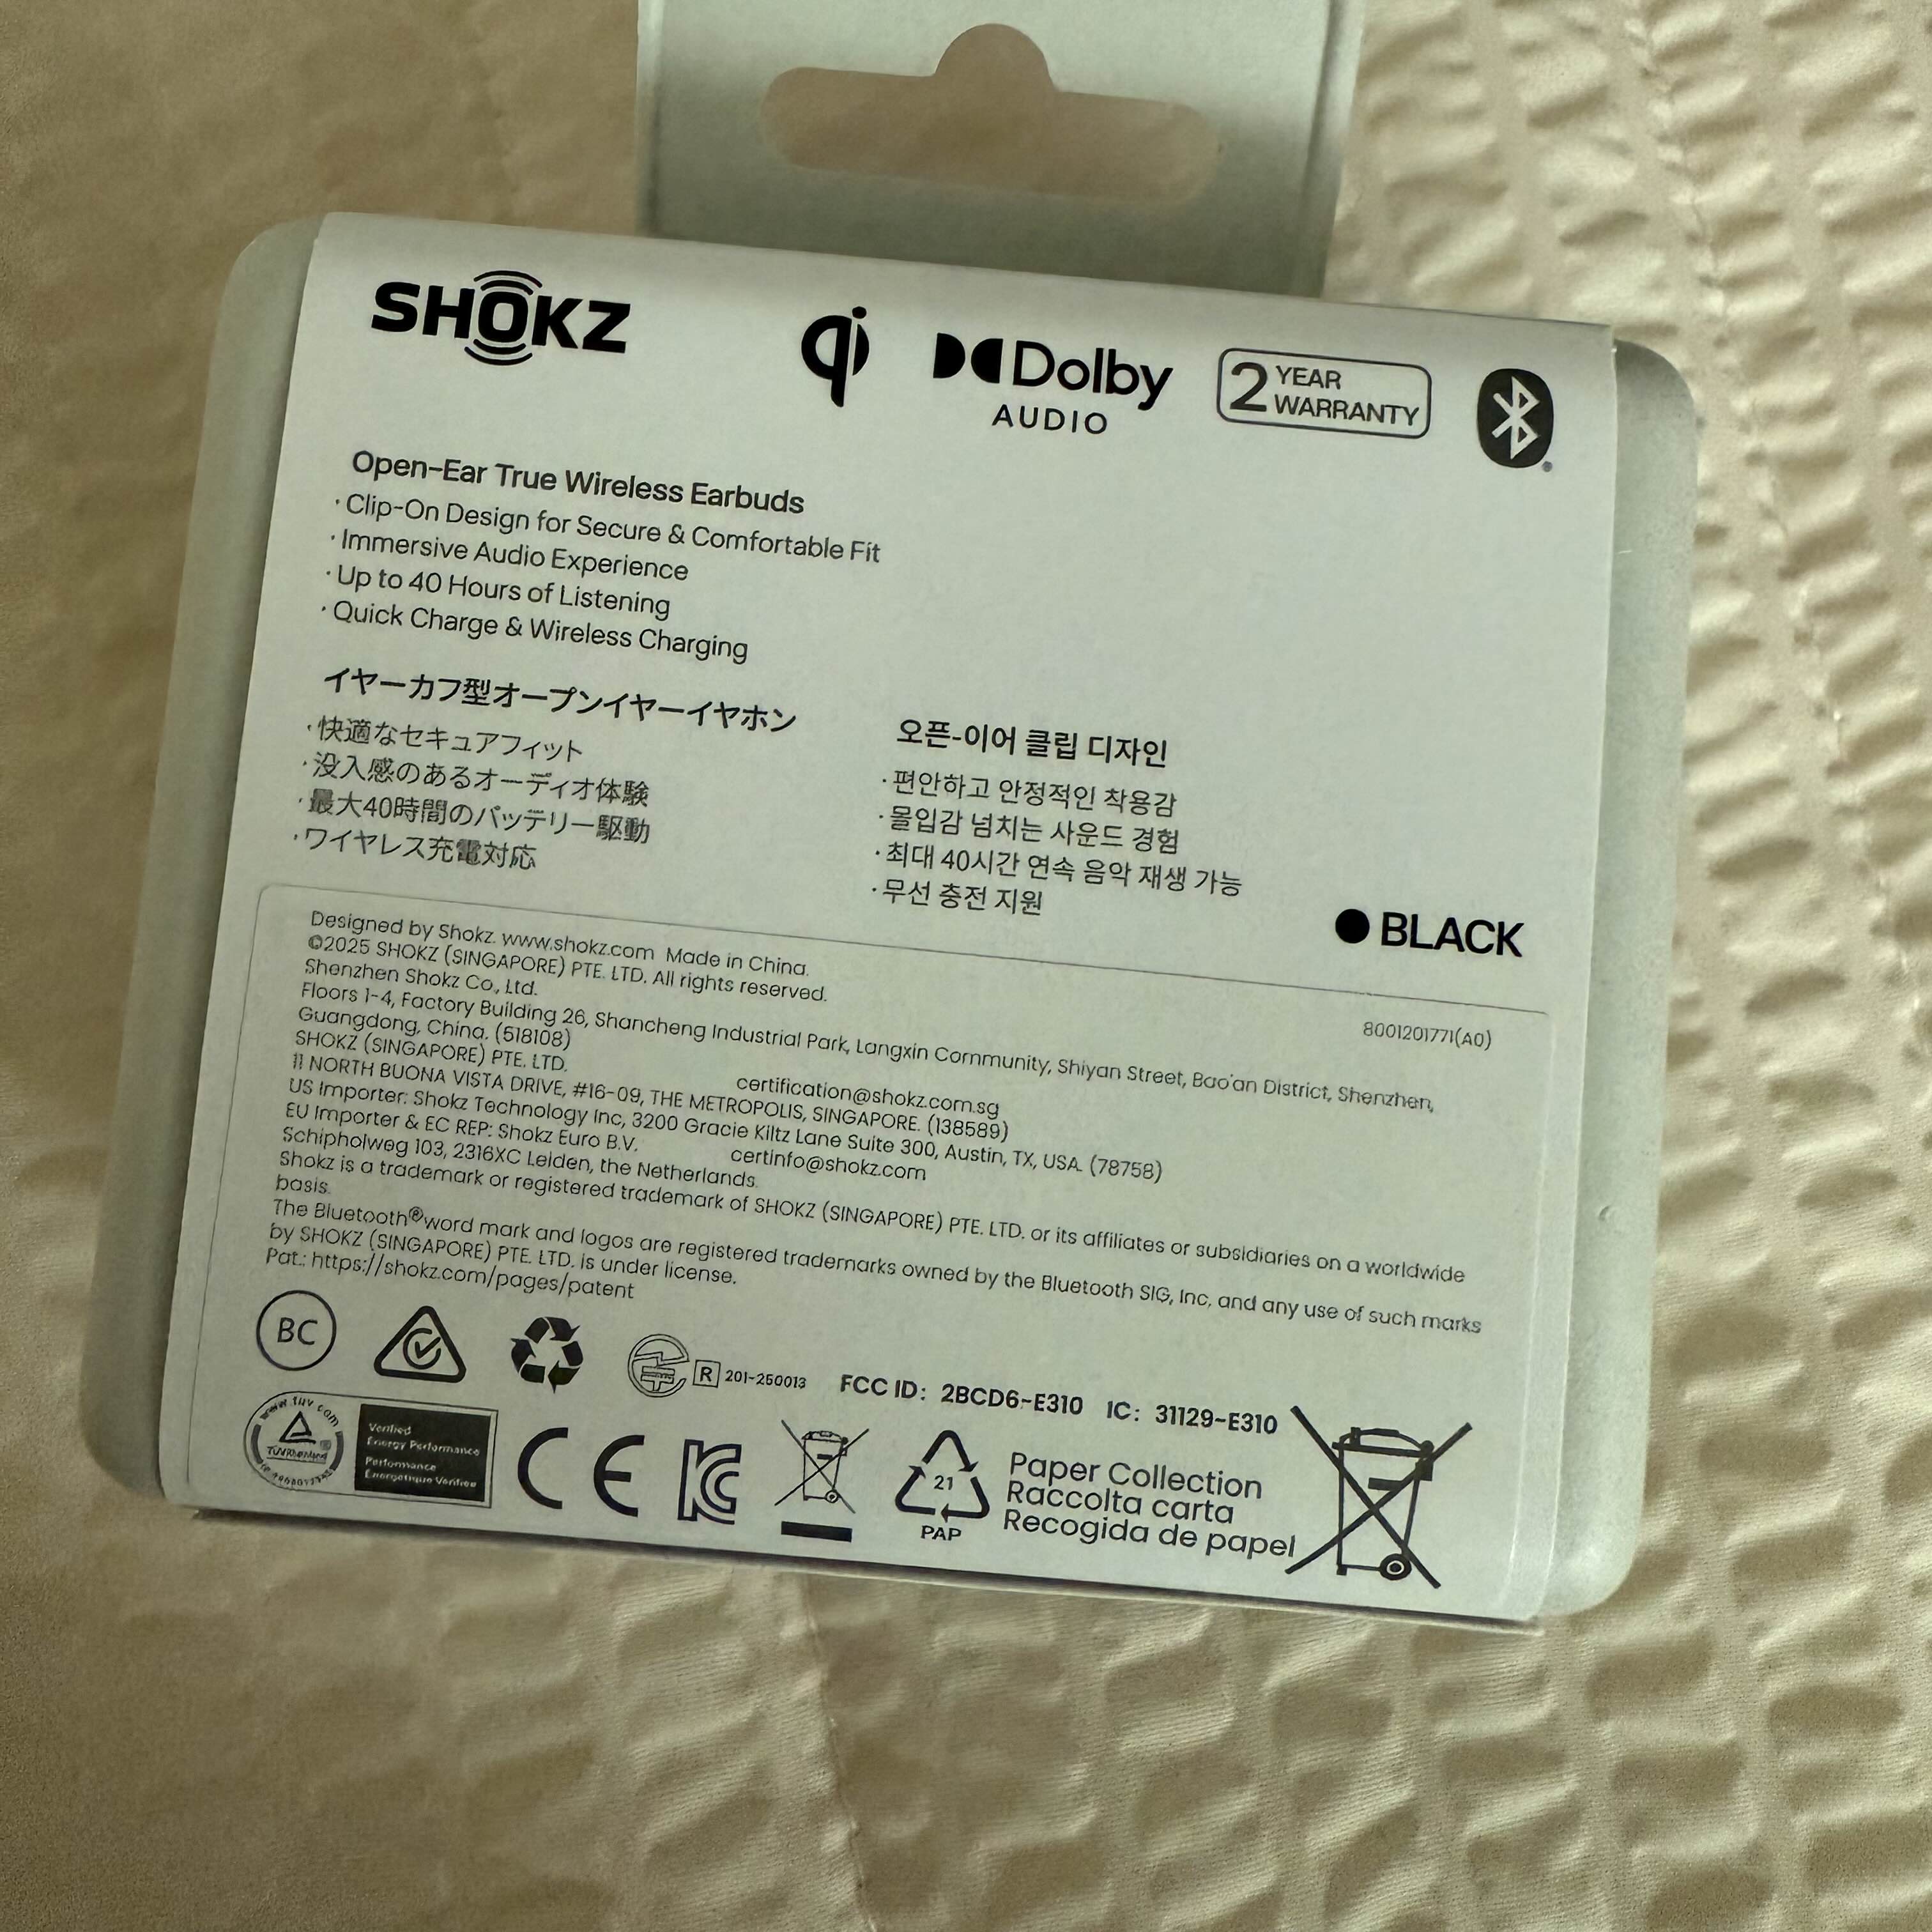 SHOKZ
qi
Dolby
AUDIO
2 YEAR
WARRANTY
Open-Ear True Wireless Earbuds
· Clip-On Design for Secure & Comfortable Fit
· Immersive Audio Experience
· Up to 40 Hours of Listening
· Quick Charge & Wireless Charging
イヤーカフ型オープンイヤーイヤホン
· 快適なセキュアフィット
· 没入感のあるオーディオ体験
· 最大40時間のバッテリー駆動
· ワイヤレス充電対応
오픈-이어 클립 디자인
· 편안하고 안정적인 착용감
· 몰입감 넘치는 사운드 경험
· 최대 40시간 연속 음악 재생 가능
· 무선 충전 지원
BLACK
Designed by Shokz. www.shokz.com Made in China.
©2025 SHOKZ (SINGAPORE) PTE. LTD. All rights reserved.
8001201771(A0)
Shenzhen Shokz Co., Ltd.
Floors 1-4, Factory Building 26, Shancheng Industrial Park, Langxin Community, Shiyan Street, Bao'an District, Shenzhen,
Guangdong, China. (518108)
SHOKZ (SINGAPORE) PTE. LTD. certification@shokz.com.sg
11 NORTH BUONA VISTA DRIVE, #16-09, THE METROPOLIS, SINGAPORE. (138589)
US Importer: Shokz Technology Inc, 3200 Gracie Kiltz Lane Suite 300, Austin, TX, USA. (78758)
EU Importer & EC REP: Shokz Euro B.V. certinfo@shokz.com
Schipholweg 103, 2316XC Leiden, the Netherlands.
Shokz is a trademark or registered trademark of SHOKZ (SINGAPORE) PTE. LTD. or its affiliates or subsidiaries on a worldwide
basis.
The Bluetooth® word mark and logos are registered trademarks owned by the Bluetooth SIG, Inc, and any use of such marks
by SHOKZ (SINGAPORE) PTE. LTD. is under license.
Pat.: https://shokz.com/pages/patent
BC
R 201-250013
FCC ID: 2BCD6-E310 IC: 31129-E310
www.tuv.com
TÜVRheinland
Verified
Energy Performance
Performance
Énergétique Vérifiée
CE
21
PAP
Paper Collection
Raccolta carta
Recogida de papel